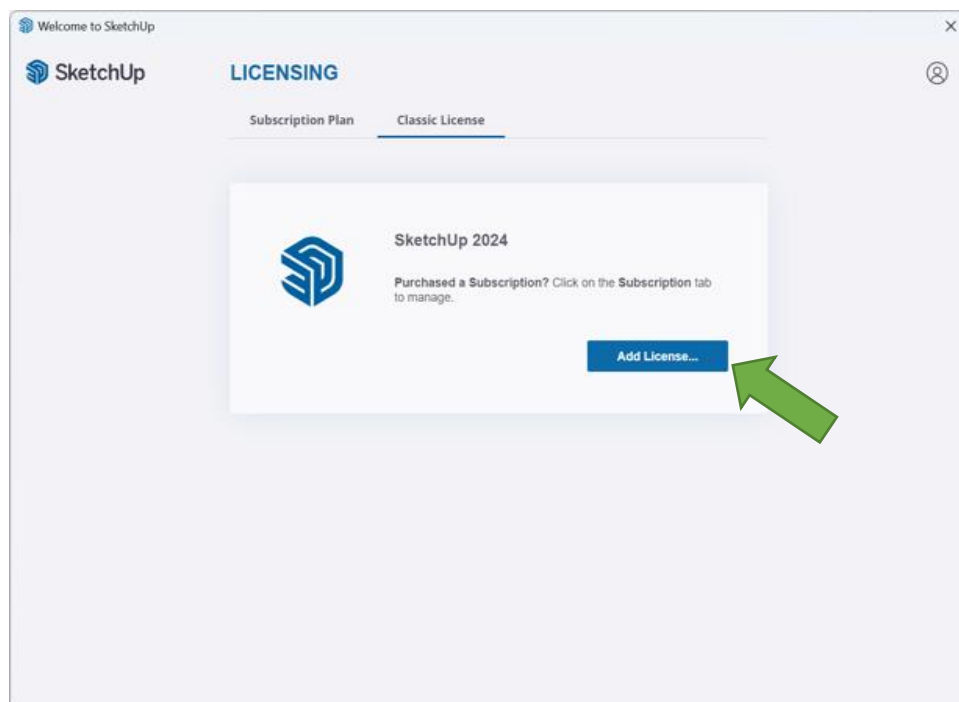 Welcome to SketchUp
SketchUp
LICENSING
Subscription Plan
Classic License
SketchUp 2024
Purchased a Subscription? Click on the Subscription tab
to manage.
Add License...